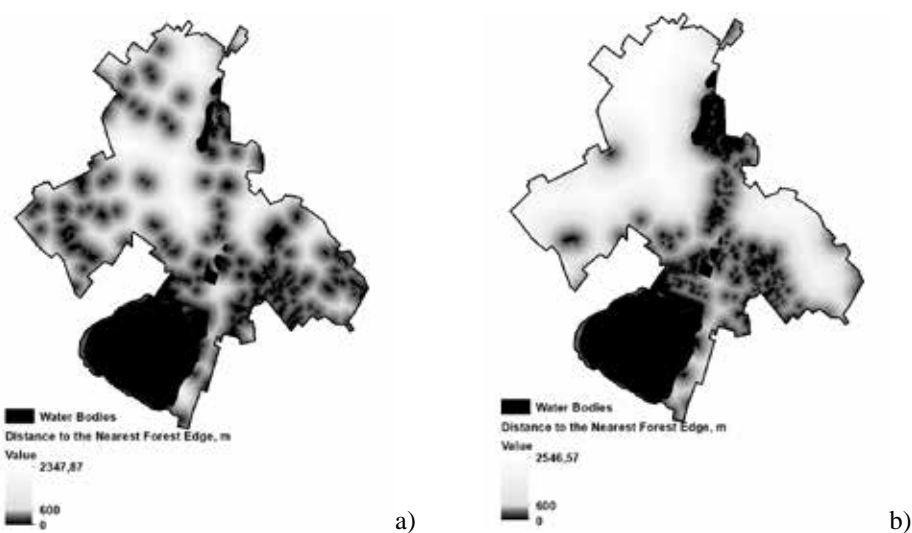 Water Bodies
Distance to the Nearest Forest Edge, m
Value
2347,87
600
0
a)
Water Bodies
Distance to the Nearest Forest Edge, m
Value
2546,57
600
0
b)